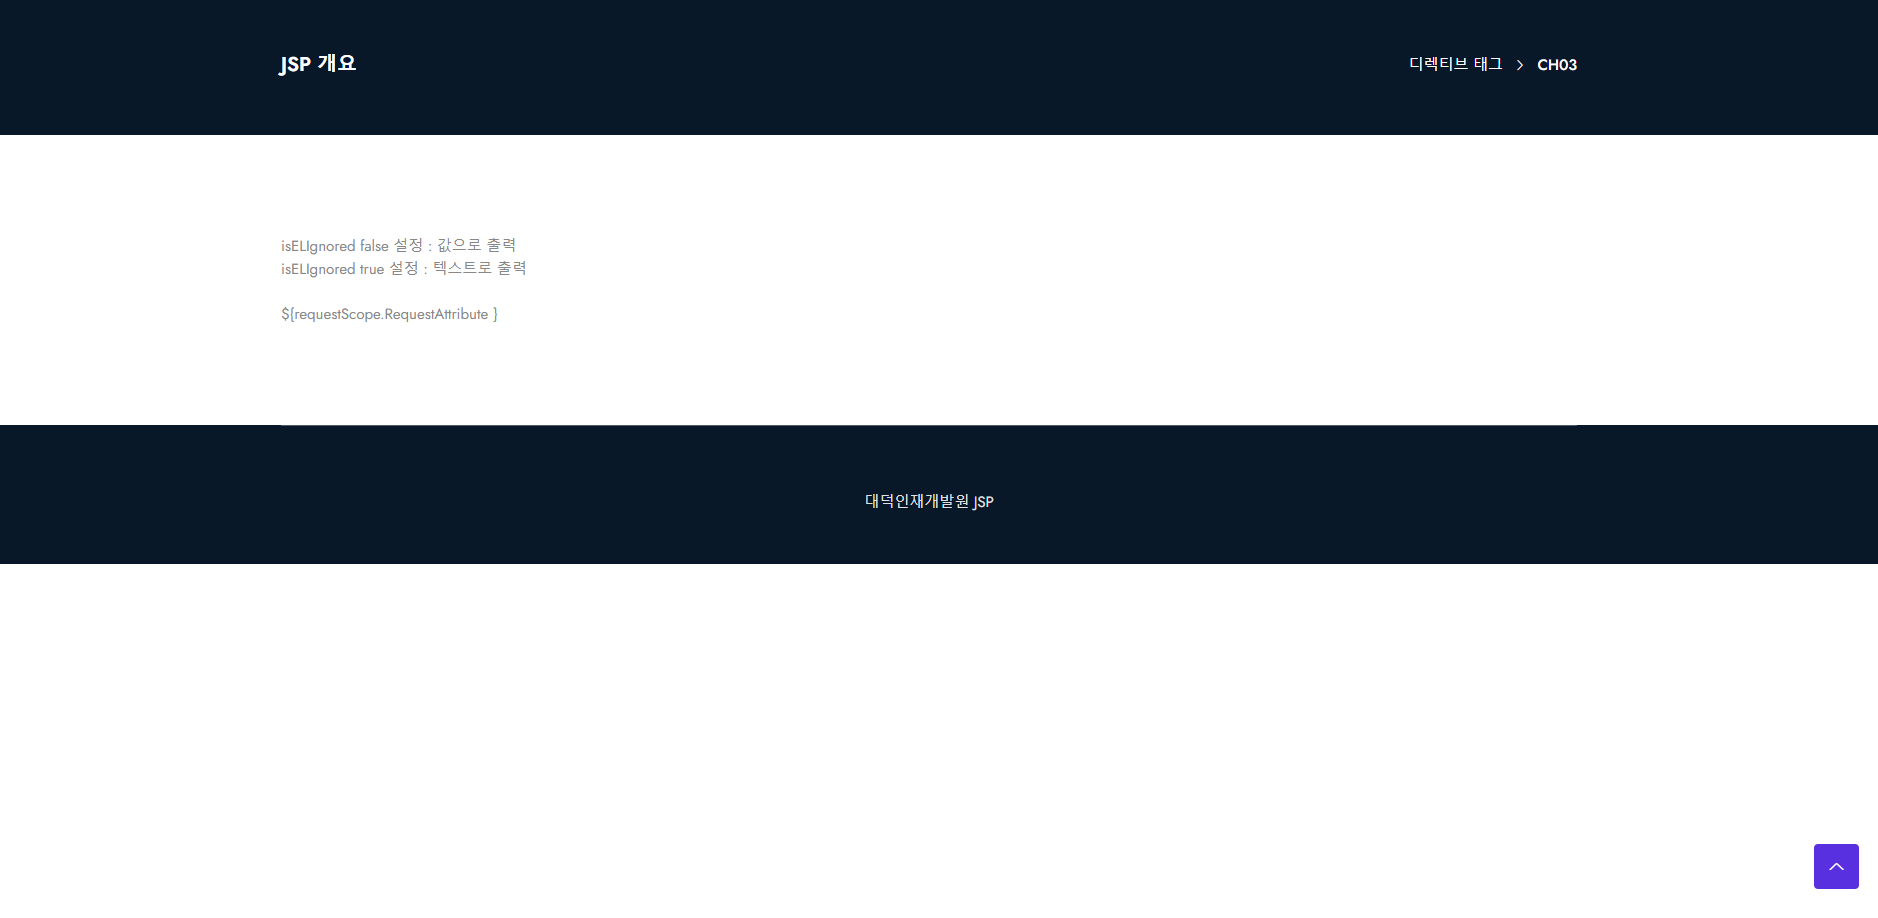 JSP 개요
디렉티브 태그 > CH03
isELIgnored false 설정 : 값으로 출력
isELIgnored true 설정 : 텍스트로 출력
${requestScope.RequestAttribute }
대덕인재개발원 JSP